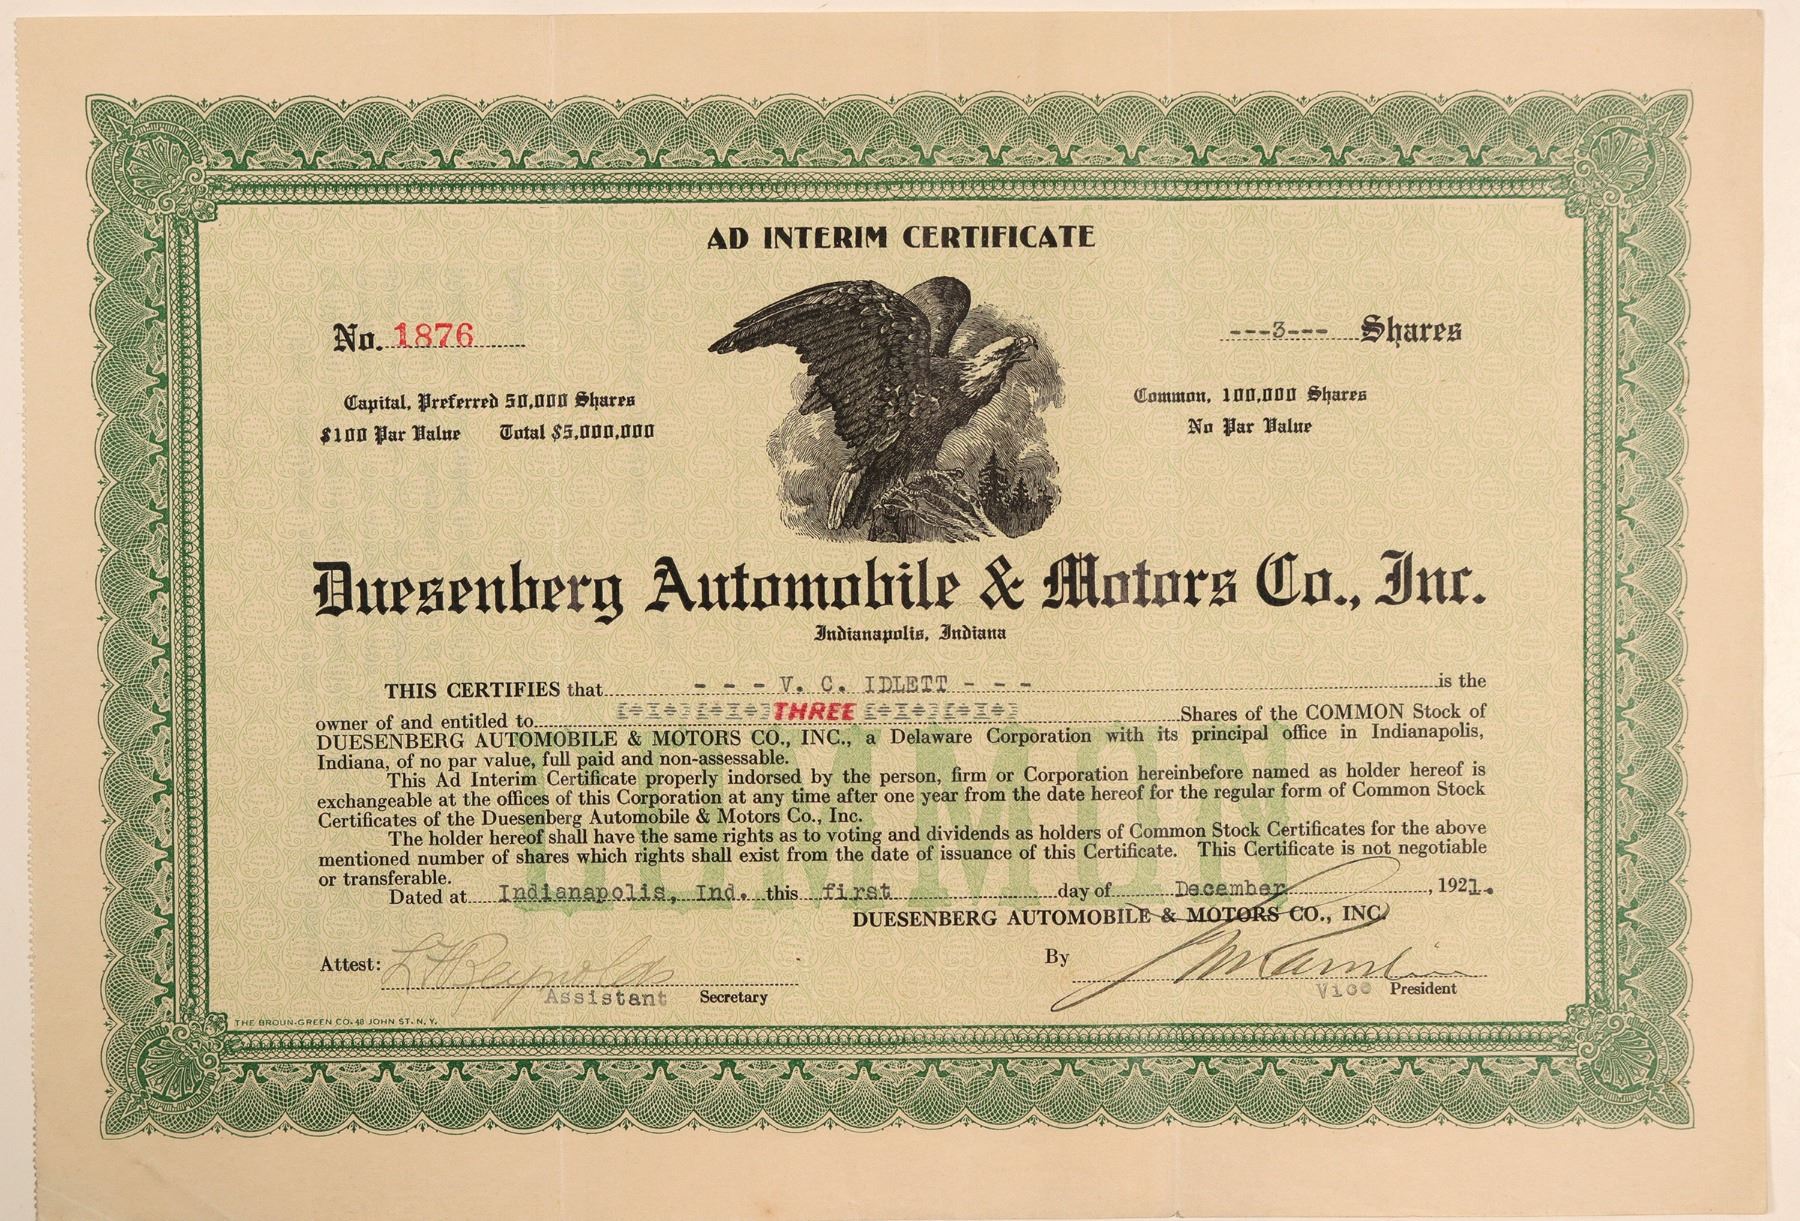 AD INTERIM CERTIFICATE
No. 1876
---3--- Shares
Capital, Preferred 50,000 Shares
$100 Par Value Total $5,000,000
Common, 100,000 Shares
No Par Value
Duesenberg Automobile & Motors Co., Inc.
Indianapolis, Indiana
THIS CERTIFIES that - - - V. C. IDLETT - - - is the
owner of and entitled to THREE Shares of the COMMON Stock of
DUESENBERG AUTOMOBILE & MOTORS CO., INC., a Delaware Corporation with its principal office in Indianapolis,
Indiana, of no par value, full paid and non-assessable.
This Ad Interim Certificate properly indorsed by the person, firm or Corporation hereinbefore named as holder hereof is
exchangeable at the offices of this Corporation at any time after one year from the date hereof for the regular form of Common Stock
Certificates of the Duesenberg Automobile & Motors Co., Inc.
The holder hereof shall have the same rights as to voting and dividends as holders of Common Stock Certificates for the above
mentioned number of shares which rights shall exist from the date of issuance of this Certificate. This Certificate is not negotiable
or transferable.
COMMON
Dated at Indianapolis, Ind. this first day of December, 1921.
DUESENBERG AUTOMOBILE & MOTORS CO., INC.
Attest: L F Reynolds
Assistant Secretary
By
Vice President
THE BROUN-GREEN CO. 48 JOHN ST. N. Y.